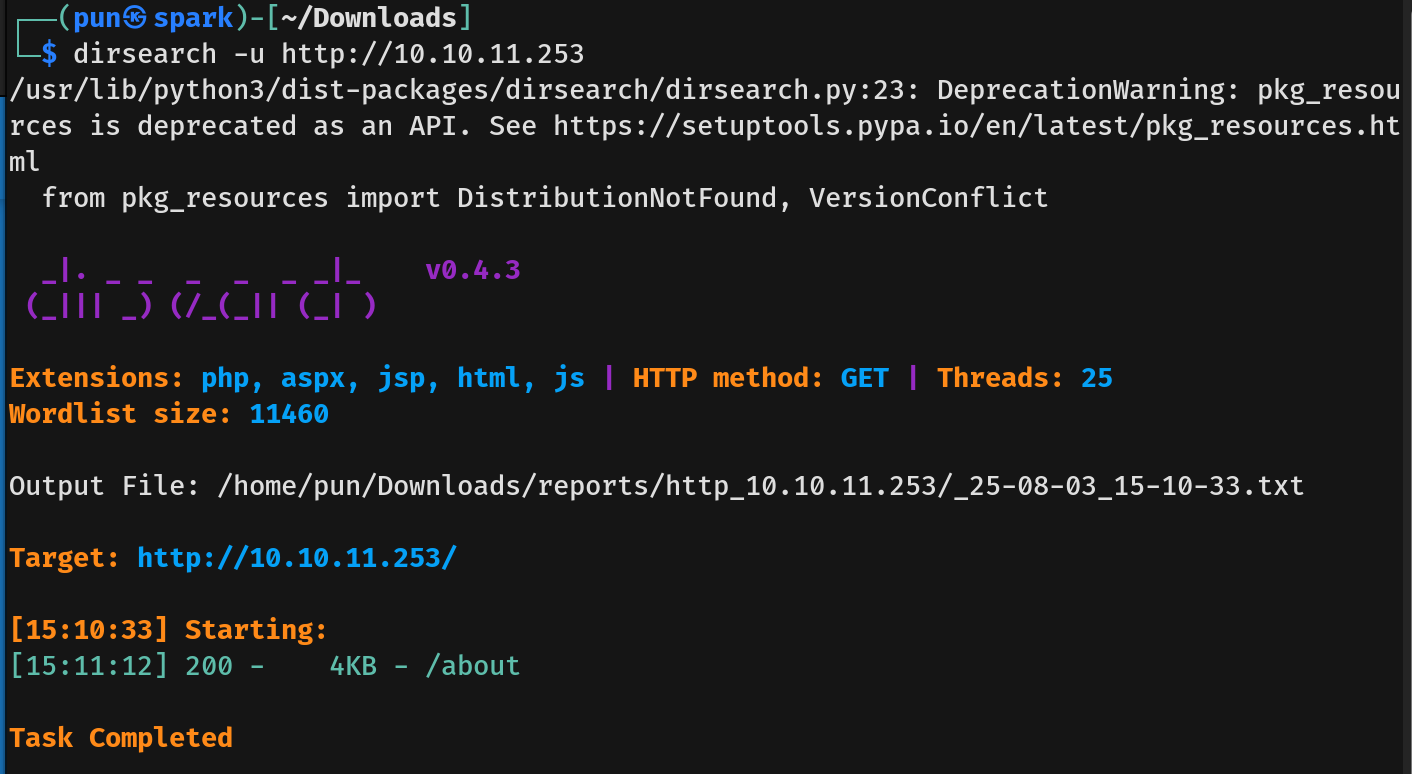 ┌──(pun㉿spark)-[~/Downloads]
└─$ dirsearch -u http://10.10.11.253
/usr/lib/python3/dist-packages/dirsearch/dirsearch.py:23: DeprecationWarning: pkg_resou
rces is deprecated as an API. See https://setuptools.pypa.io/en/latest/pkg_resources.ht
ml
  from pkg_resources import DistributionNotFound, VersionConflict
  _|. _ _  _  _  _ _|_    v0.4.3
 (_||| _) (/_(_|| (_| )
Extensions: php, aspx, jsp, html, js | HTTP method: GET | Threads: 25
Wordlist size: 11460
Output File: /home/pun/Downloads/reports/http_10.10.11.253/_25-08-03_15-10-33.txt
Target: http://10.10.11.253/
[15:10:33] Starting:
[15:11:12] 200 -    4KB - /about
Task Completed